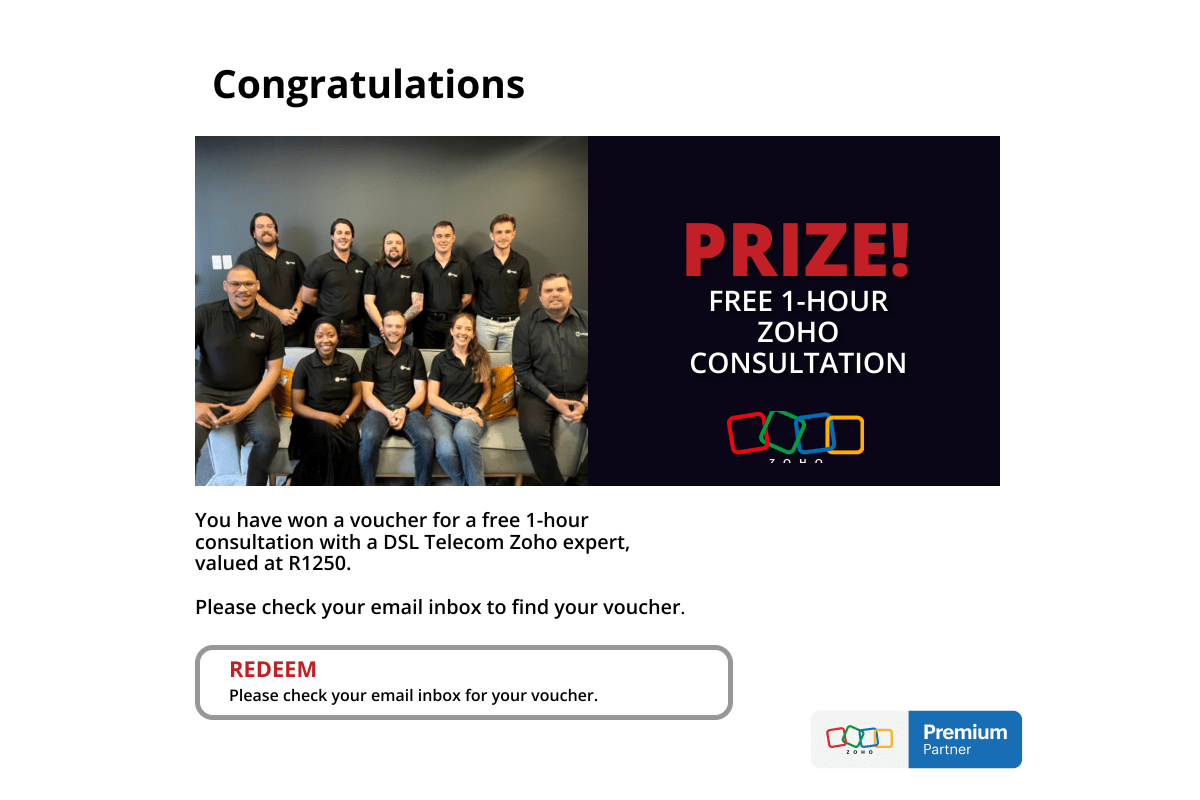 Congratulations
PRIZE!
FREE 1-HOUR
ZOHO
CONSULTATION
ZOHO
You have won a voucher for a free 1-hour
consultation with a DSL Telecom Zoho expert,
valued at R1250.
Please check your email inbox to find your voucher.
REDEEM
Please check your email inbox for your voucher.
ZOHO
Premium
Partner